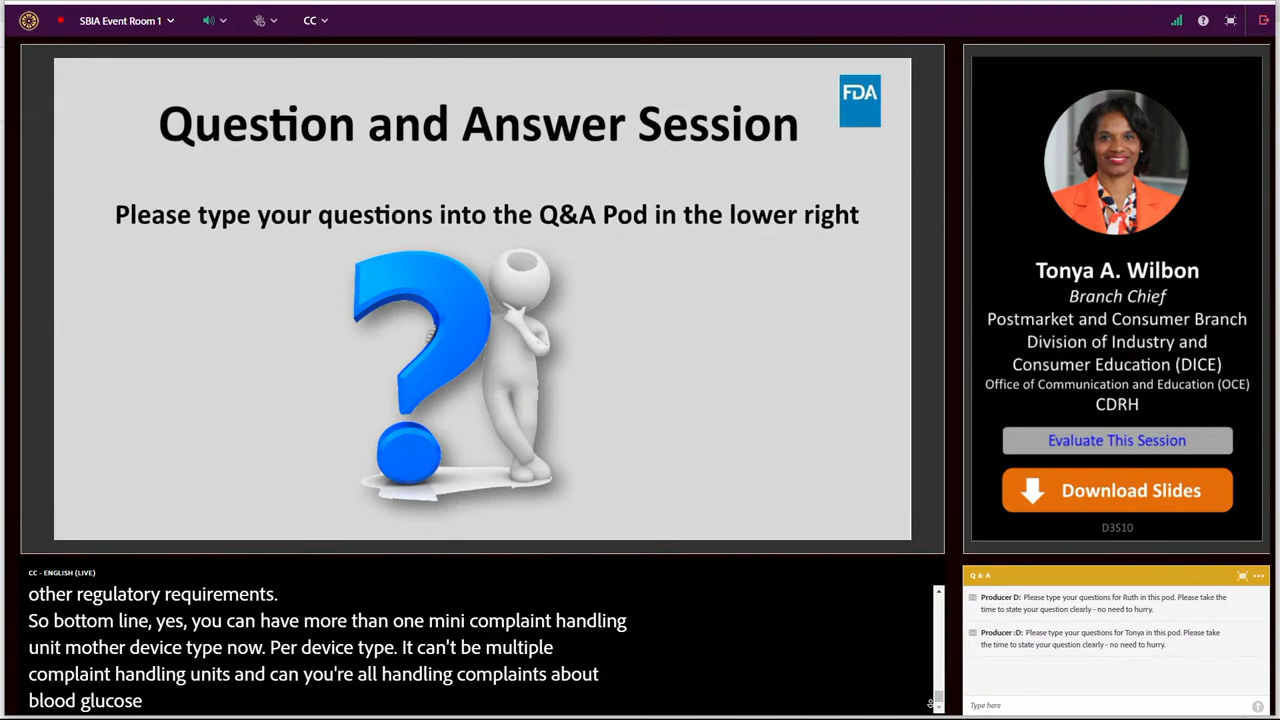 SBIA Event Room 1
CC
FDA
Question and Answer Session
Please type your questions into the Q&A Pod in the lower right
Tonya A. Wilbon
Branch Chief
Postmarket and Consumer Branch
Division of Industry and
Consumer Education (DICE)
Office of Communication and Education (OCE)
CDRH
Evaluate This Session
Download Slides
D3S10
CC - ENGLISH (LIVE)
other regulatory requirements.
So bottom line, yes, you can have more than one mini complaint handling
unit mother device type now. Per device type. It can't be multiple
complaint handling units and can you're all handling complaints about
blood glucose
Q & A
Producer D: Please type your questions for Ruth in this pod. Please take the
time to state your question clearly - no need to hurry.
Producer :D: Please type your questions for Tonya in this pod. Please take
the time to state your question clearly - no need to hurry.
Type here